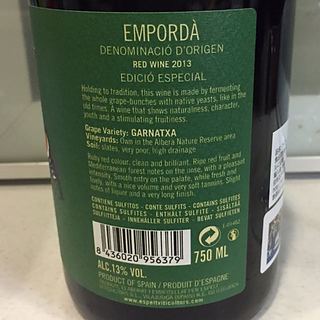 EMPORDÀ
DENOMINACIÓ D'ORIGEN
RED WINE 2013
EDICIÓ ESPECIAL
Holding to tradition, this wine is made by fermenting
the whole grape-bunches with native yeasts, like in the
old times. A wine that shows naturalness, character,
youth and a stimulating fruitiness.
Grape Variety: GARNATXA
Vineyards: Own in the Albera Nature Reserve area
Soil: slates, very poor, high drainage
Ruby red colour, clean and brilliant. Ripe red fruit and
Mediterranean forest notes on the nose, with a pleasant
intensity. Smooth entry on the palate, while fresh and
lively, with a nice volume and very soft tannins. Slight
notes of liquor and a long finish.
CONTIENE SULFITOS - CONTE SULFITS - CONTAINS SULFITES
- CONTAINS SULFITES - ENTHÄLT SULFITE - SISÄLTÄÄ
SULFIITTEJA - INNEHÅLLER SULFITER - BEVAT SULFIETEN
8 436020 956379
750 ML
ALC.13% VOL.
PRODUCT OF SPAIN / PRODUIT D'ESPAGNE
www.espeltviticultors.com